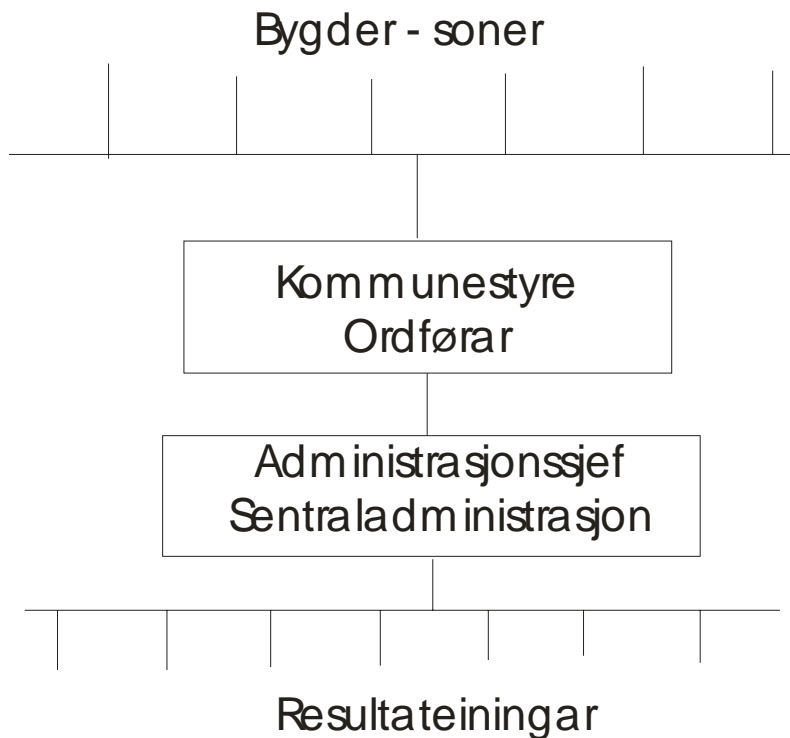 Bygder - soner
Kommunestyre
Ordførar
Administrasjonssjef
Sentraladministrasjon
Resultateiningar